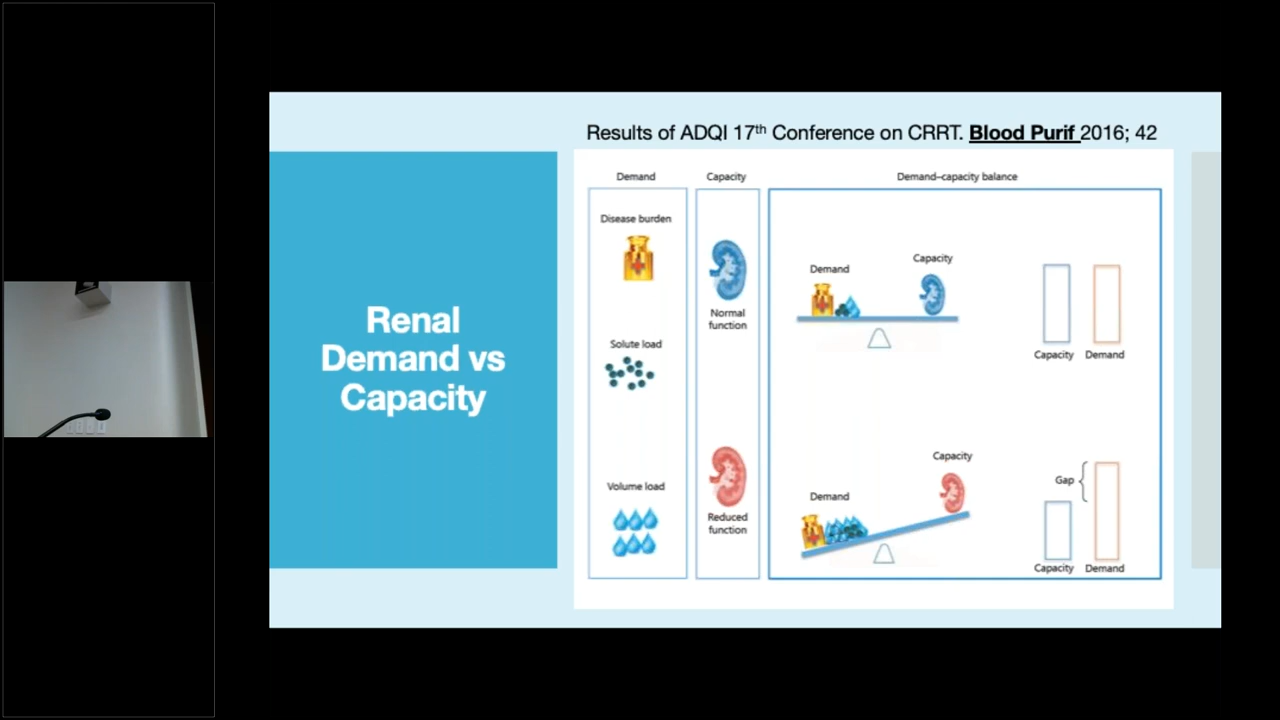 Results of ADQI 17th Conference on CRRT. Blood Purif 2016; 42
Renal
Demand vs
Capacity
Demand
Disease burden
Solute load
Volume load
Capacity
Normal
function
Reduced
function
Demand–capacity balance
Demand
Capacity
Capacity
Demand
Demand
Capacity
Gap
Capacity
Demand